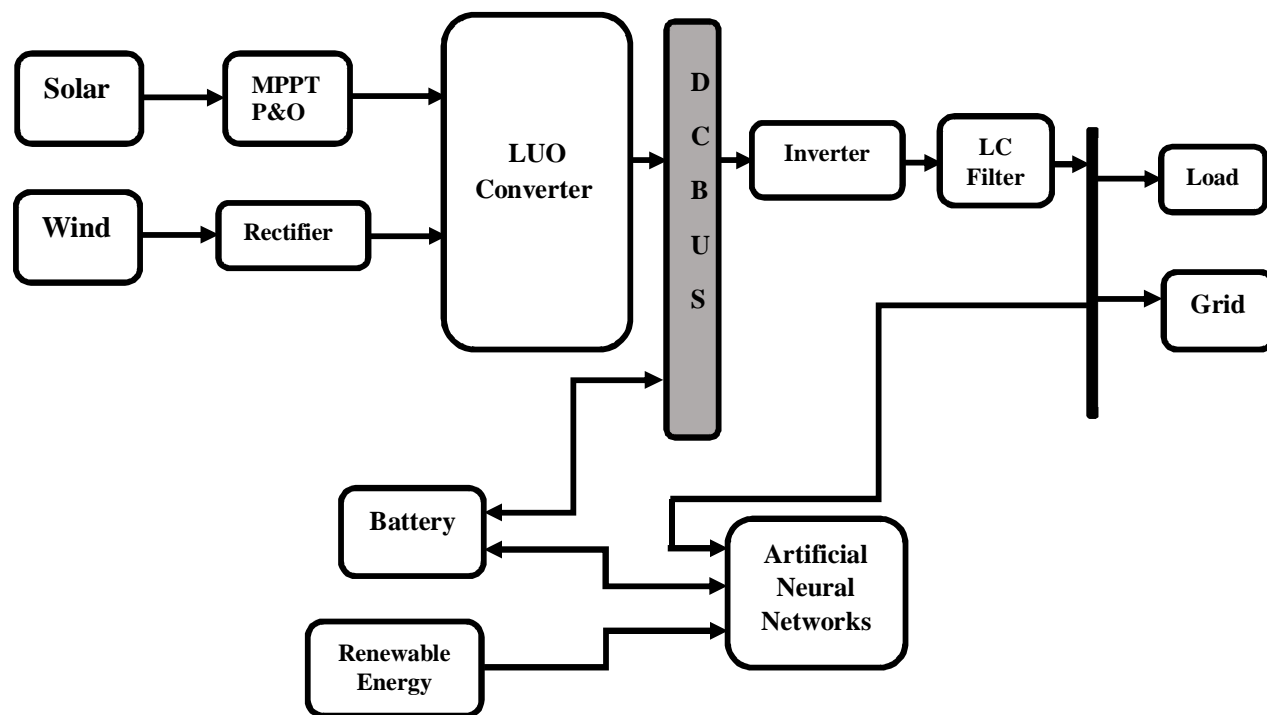 Solar
MPPT
P&O
LUO
Converter
D
C
B
U
S
Inverter
LC
Filter
Load
Wind
Rectifier
Grid
Battery
Artificial
Neural
Networks
Renewable
Energy